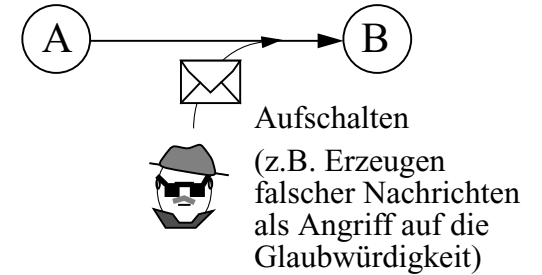 A
B
Aufschalten
(z.B. Erzeugen
falscher Nachrichten
als Angriff auf die
Glaubwürdigkeit)